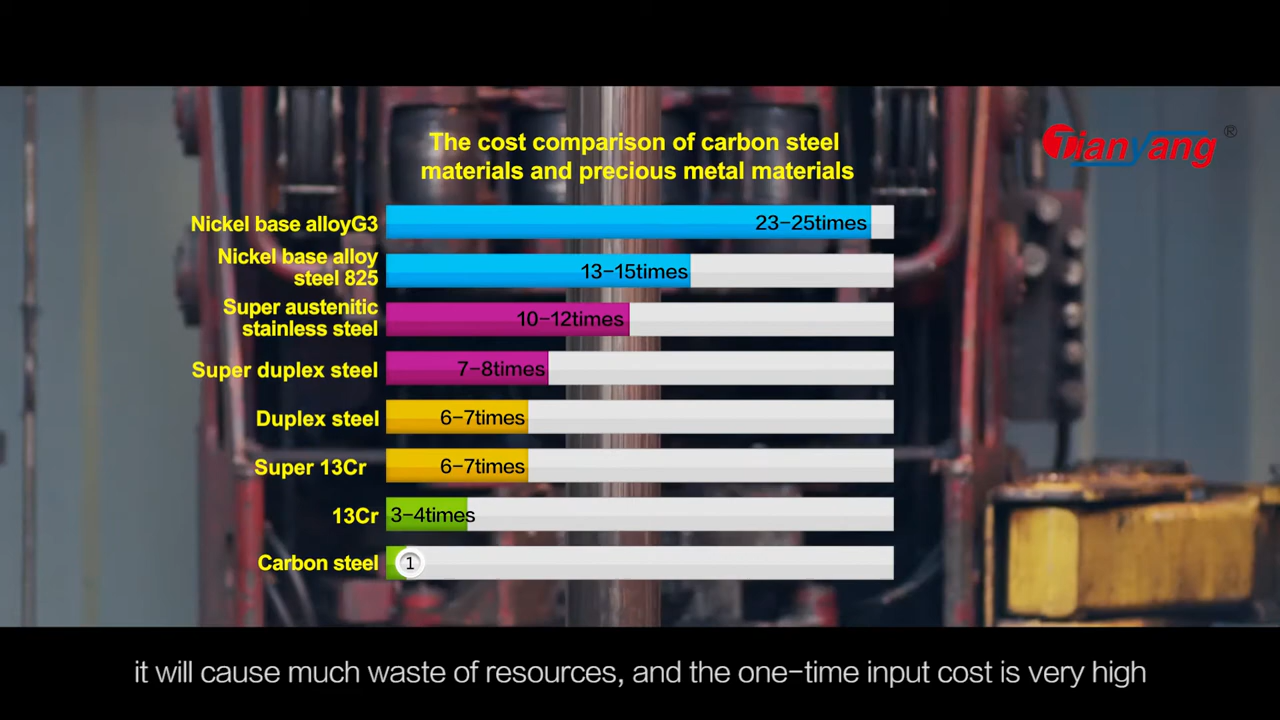 The cost comparison of carbon steel
materials and precious metal materials
Tianyang®
Nickel base alloyG3
23-25times
Nickel base alloy
steel 825
13-15times
Super austenitic
stainless steel
10-12times
Super duplex steel
7-8times
Duplex steel
6-7times
Super 13Cr
6-7times
13Cr
3-4times
Carbon steel
1
it will cause much waste of resources, and the one-time input cost is very high